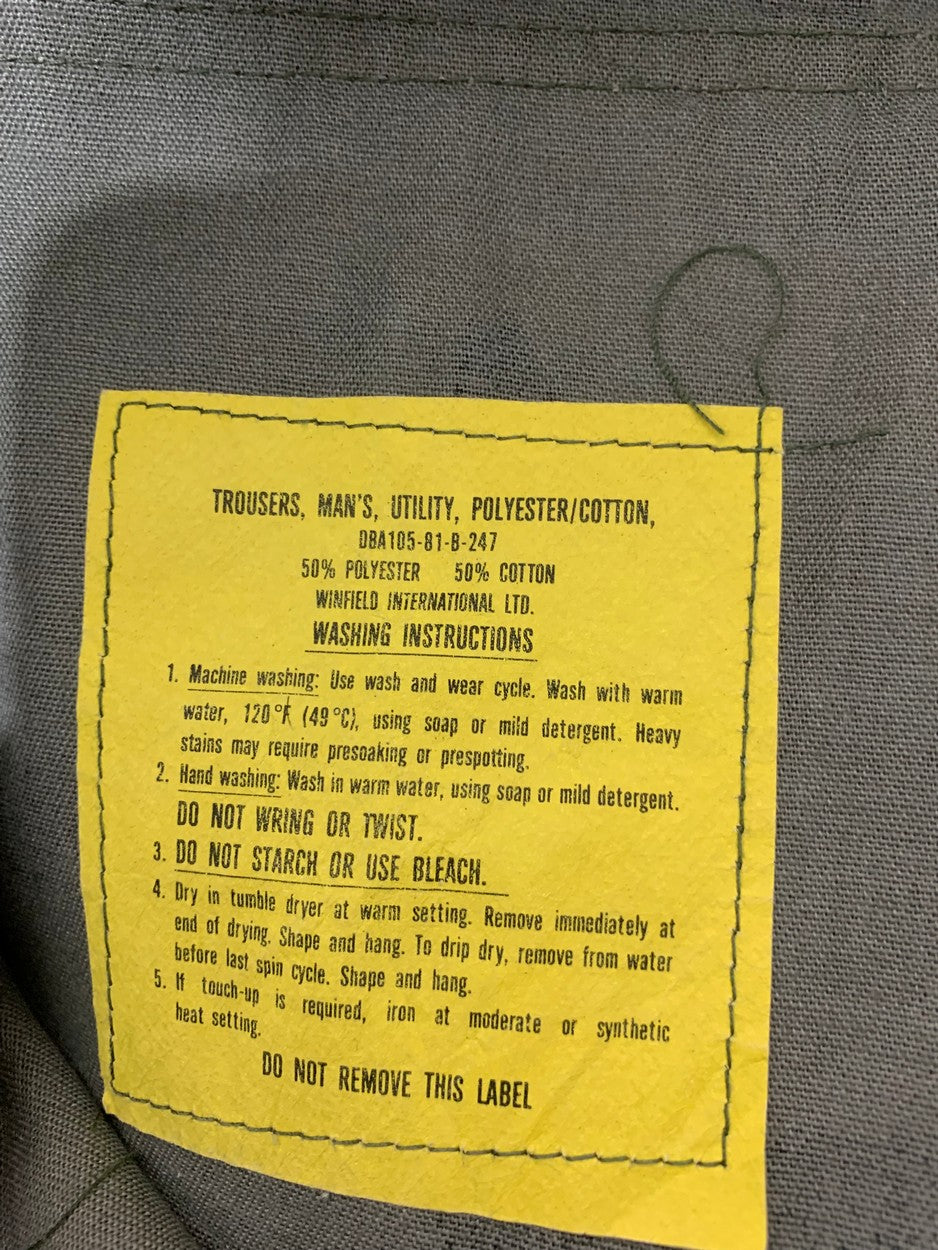 TROUSERS, MAN'S, UTILITY, POLYESTER/COTTON,
DBA105-81-B-247
50% POLYESTER 50% COTTON
WINFIELD INTERNATIONAL LTD.
WASHING INSTRUCTIONS
1. Machine washing: Use wash and wear cycle. Wash with warm
water, 120°F (49°C), using soap or mild detergent. Heavy
stains may require presoaking or prespotting.
2. Hand washing: Wash in warm water, using soap or mild detergent.
DO NOT WRING OR TWIST.
3. DO NOT STARCH OR USE BLEACH.
4. Dry in tumble dryer at warm setting. Remove immediately at
end of drying. Shape and hang. To drip dry, remove from water
before last spin cycle. Shape and hang.
5. If touch-up is required, iron at moderate or synthetic
heat setting.
DO NOT REMOVE THIS LABEL